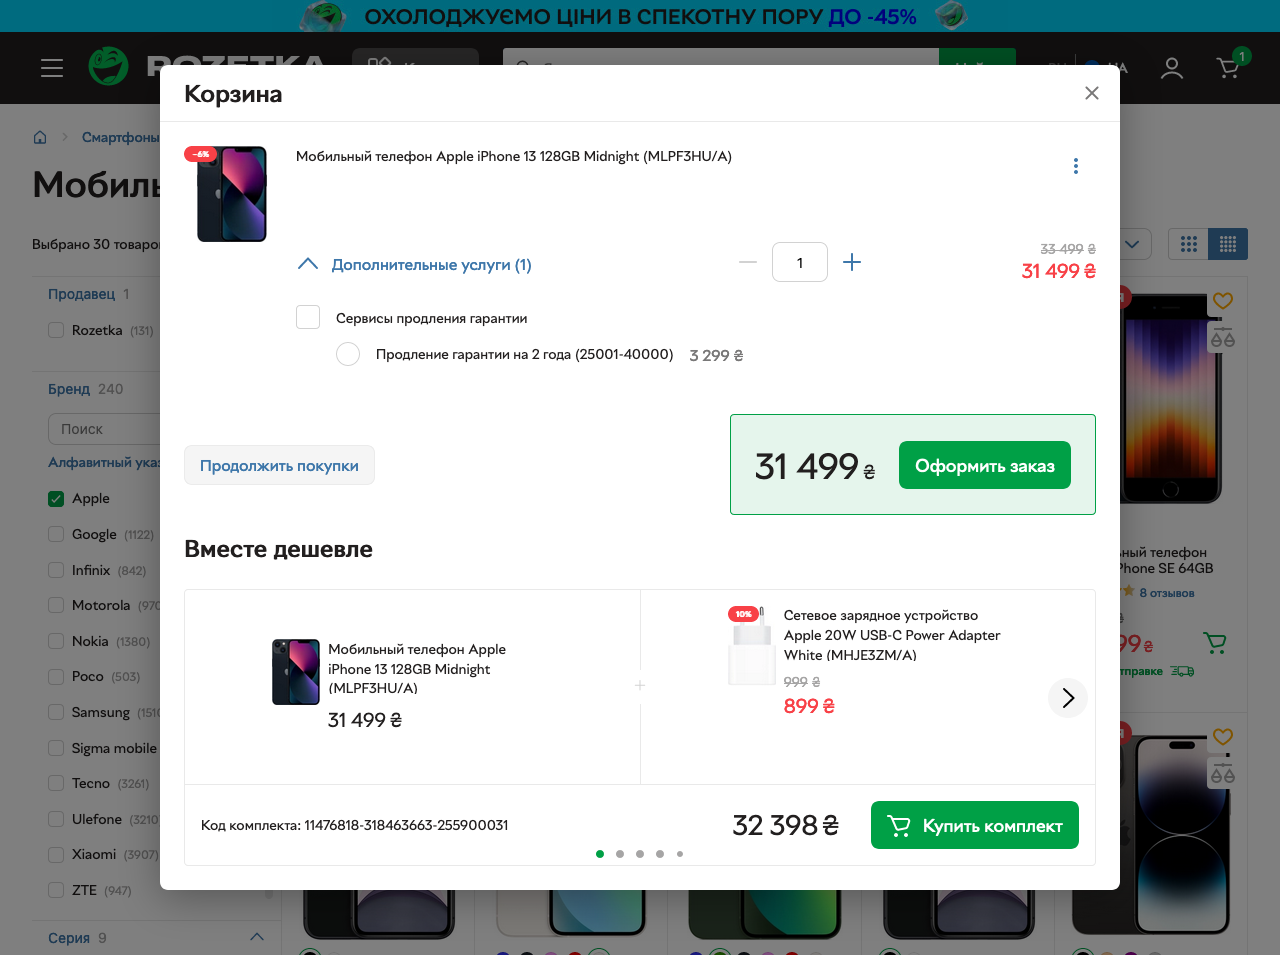 ОХОЛОДЖУЄМО ЦІНИ В СПЕКОТНУ ПОРУ ДО -45%
ROZETKA
UA
1
Корзина
Смартфоны
Мобиль
Выбрано 30 товаров
-6%
Мобильный телефон Apple iPhone 13 128GB Midnight (MLPF3HU/A)
33 499 ₴
31 499 ₴
Дополнительные услуги (1)
1
Сервисы продления гарантии
Продление гарантии на 2 года (25001-40000) 3 299 ₴
Продолжить покупки
31 499 ₴
Оформить заказ
Вместе дешевле
Мобильный телефон Apple
iPhone 13 128GB Midnight
(MLPF3HU/A)
31 499 ₴
+
10%
Сетевое зарядное устройство
Apple 20W USB-C Power Adapter
White (MHJE3ZM/A)
999 ₴
899 ₴
Код комплекта: 11476818-318463663-255900031
32 398 ₴
Купить комплект
Продавец 1
Rozetka (131)
Бренд 240
Поиск
Алфавитный указ
Apple
Google (1122)
Infinix (842)
Motorola (970
Nokia (1380)
Poco (503)
Samsung (1510
Sigma mobile
Tecno (3261)
Ulefone (3210
Xiaomi (3907)
ZTE (947)
Серия 9
ьный телефон
Phone SE 64GB
8 отзывов
99 ₴
тправке